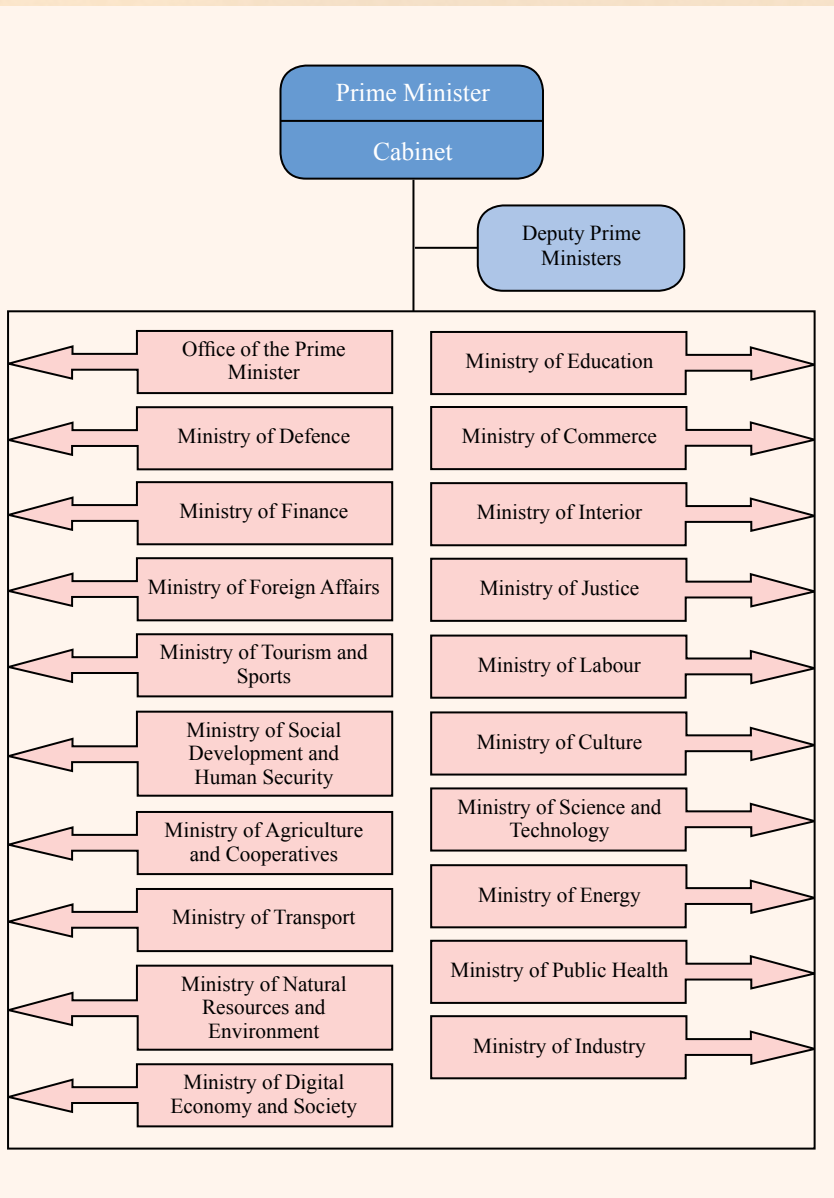 Prime Minister
Cabinet
Deputy Prime
Ministers
Office of the Prime
Minister
Ministry of Defence
Ministry of Finance
Ministry of Foreign Affairs
Ministry of Tourism and
Sports
Ministry of Social
Development and
Human Security
Ministry of Agriculture
and Cooperatives
Ministry of Transport
Ministry of Natural
Resources and
Environment
Ministry of Digital
Economy and Society
Ministry of Education
Ministry of Commerce
Ministry of Interior
Ministry of Justice
Ministry of Labour
Ministry of Culture
Ministry of Science and
Technology
Ministry of Energy
Ministry of Public Health
Ministry of Industry